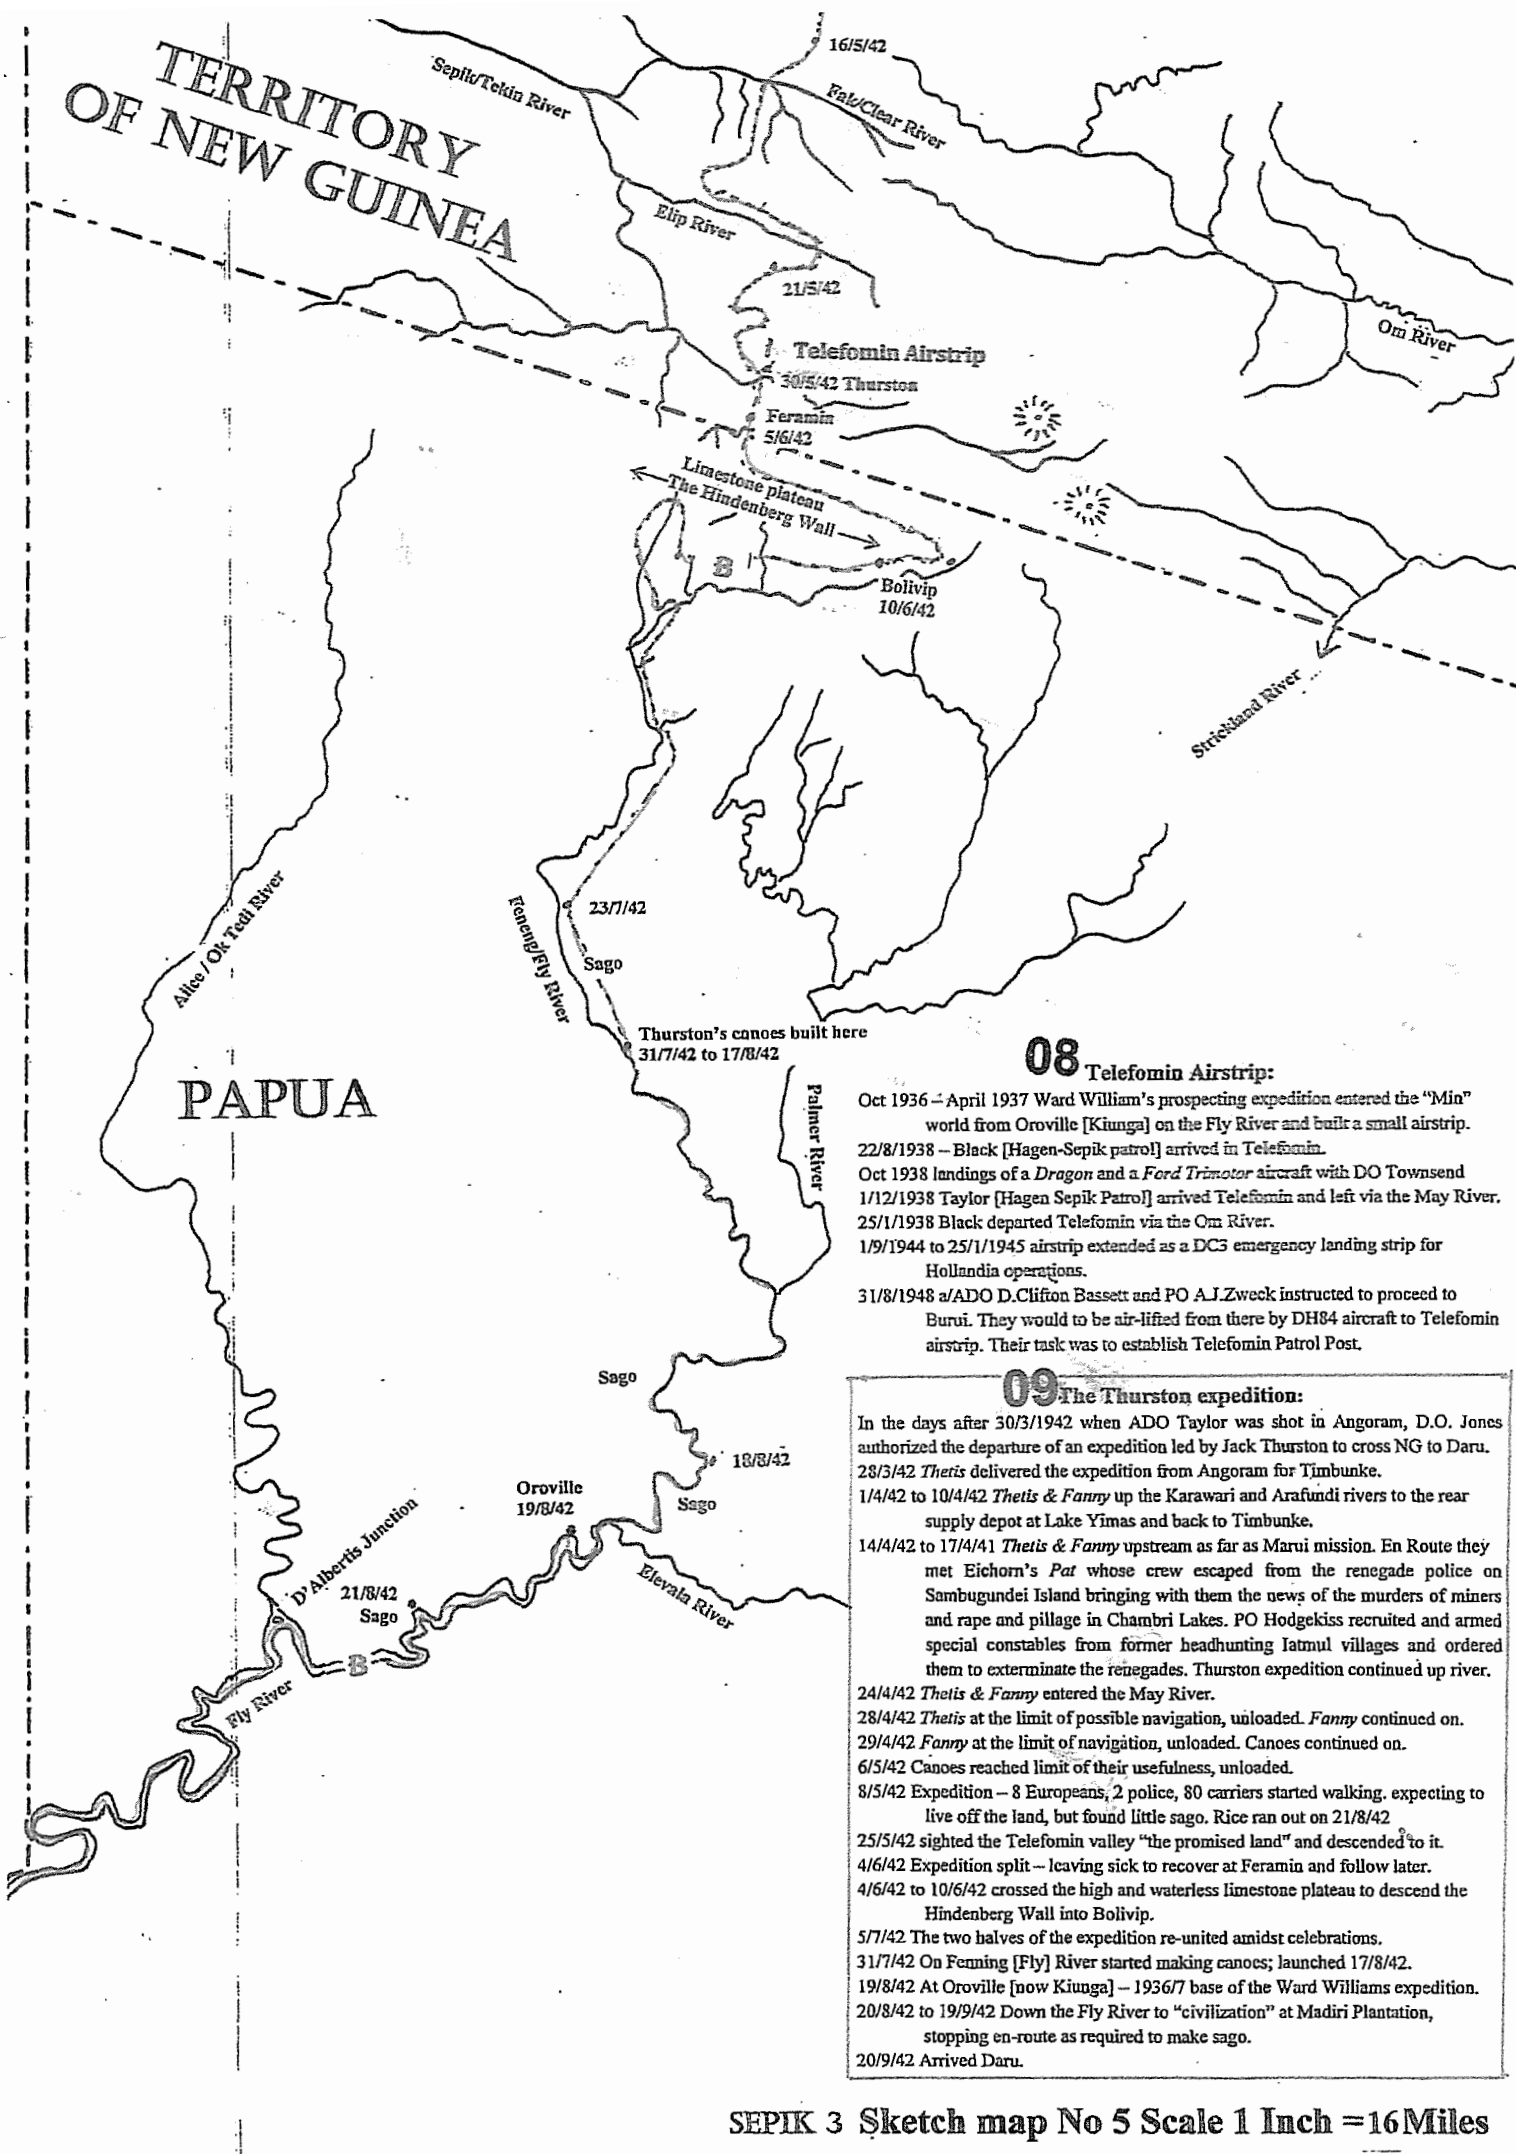 16/5/42
Sepik/Tekin River
Fak/Clear River
TERRITORY
OF NEW GUINEA
Elip River
21/5/42
Om River
Telefomin Airstrip
30/5/42 Thurston
Feramin
5/6/42
Limestone plateau
The Hindenberg Wall
B
Bolivip
10/6/42
Strickland River
Alice / Ok Tedi River
23/7/42
Feneng/Fly River
Sago
Thurston's canoes built here
31/7/42 to 17/8/42
PAPUA
Palmer River
08 Telefomin Airstrip:
Oct 1936 – April 1937 Ward William's prospecting expedition entered the "Min"
world from Oroville [Kiunga] on the Fly River and built a small airstrip.
22/8/1938 – Black [Hagen-Sepik patrol] arrived in Telefomin.
Oct 1938 landings of a Dragon and a Ford Trimotor aircraft with DO Townsend
1/12/1938 Taylor [Hagen Sepik Patrol] arrived Telefomin and left via the May River.
25/1/1938 Black departed Telefomin via the Om River.
1/9/1944 to 25/1/1945 airstrip extended as a DC3 emergency landing strip for
Hollandia operations.
31/8/1948 a/ADO D.Clifton Bassett and PO A.J.Zweck instructed to proceed to
Burui. They would to be air-lifted from there by DH84 aircraft to Telefomin
airstrip. Their task was to establish Telefomin Patrol Post.
Sago
18/8/42
Oroville
19/8/42
Sago
D'Albertis Junction
21/8/42
Sago
Elevala River
B
Fly River
09 The Thurston expedition:
In the days after 30/3/1942 when ADO Taylor was shot in Angoram, D.O. Jones
authorized the departure of an expedition led by Jack Thurston to cross NG to Daru.
28/3/42 Thetis delivered the expedition from Angoram for Timbunke.
1/4/42 to 10/4/42 Thetis & Fanny up the Karawari and Arafundi rivers to the rear
supply depot at Lake Yimas and back to Timbunke.
14/4/42 to 17/4/41 Thetis & Fanny upstream as far as Marui mission. En Route they
met Eichorn's Pat whose crew escaped from the renegade police on
Sambugundei Island bringing with them the news of the murders of miners
and rape and pillage in Chambri Lakes. PO Hodgekiss recruited and armed
special constables from former headhunting Iatmul villages and ordered
them to exterminate the renegades. Thurston expedition continued up river.
24/4/42 Thetis & Fanny entered the May River.
28/4/42 Thetis at the limit of possible navigation, unloaded. Fanny continued on.
29/4/42 Fanny at the limit of navigation, unloaded. Canoes continued on.
6/5/42 Canoes reached limit of their usefulness, unloaded.
8/5/42 Expedition – 8 Europeans, 2 police, 80 carriers started walking. expecting to
live off the land, but found little sago. Rice ran out on 21/8/42
25/5/42 sighted the Telefomin valley "the promised land" and descended to it.
4/6/42 Expedition split – leaving sick to recover at Feramin and follow later.
4/6/42 to 10/6/42 crossed the high and waterless limestone plateau to descend the
Hindenberg Wall into Bolivip.
5/7/42 The two halves of the expedition re-united amidst celebrations.
31/7/42 On Fenning [Fly] River started making canoes; launched 17/8/42.
19/8/42 At Oroville [now Kiunga] – 1936/7 base of the Ward Williams expedition.
20/8/42 to 19/9/42 Down the Fly River to "civilization" at Madiri Plantation,
stopping en-route as required to make sago.
20/9/42 Arrived Daru.
SEPIK 3 Sketch map No 5 Scale 1 Inch = 16 Miles